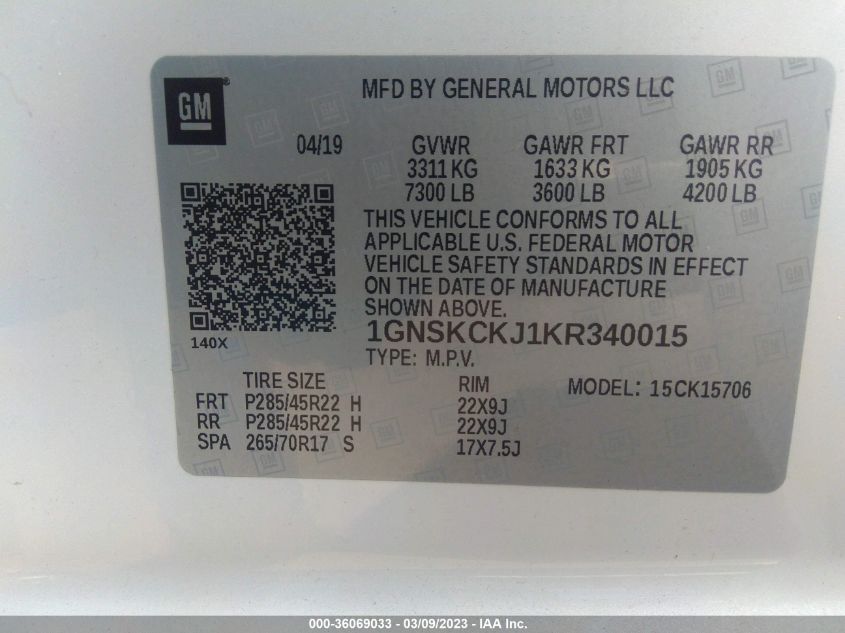 GM
MFD BY GENERAL MOTORS LLC
04/19 GVWR GAWR FRT GAWR RR
3311 KG 1633 KG 1905 KG
7300 LB 3600 LB 4200 LB
THIS VEHICLE CONFORMS TO ALL
APPLICABLE U.S. FEDERAL MOTOR
VEHICLE SAFETY STANDARDS IN EFFECT
ON THE DATE OF MANUFACTURE
SHOWN ABOVE.
140X
1GNSKCKJ1KR340015
TYPE: M.P.V.
TIRE SIZE RIM MODEL: 15CK15706
FRT P285/45R22 H 22X9J
RR P285/45R22 H 22X9J
SPA 265/70R17 S 17X7.5J
000-36069033 - 03/09/2023 - IAA Inc.